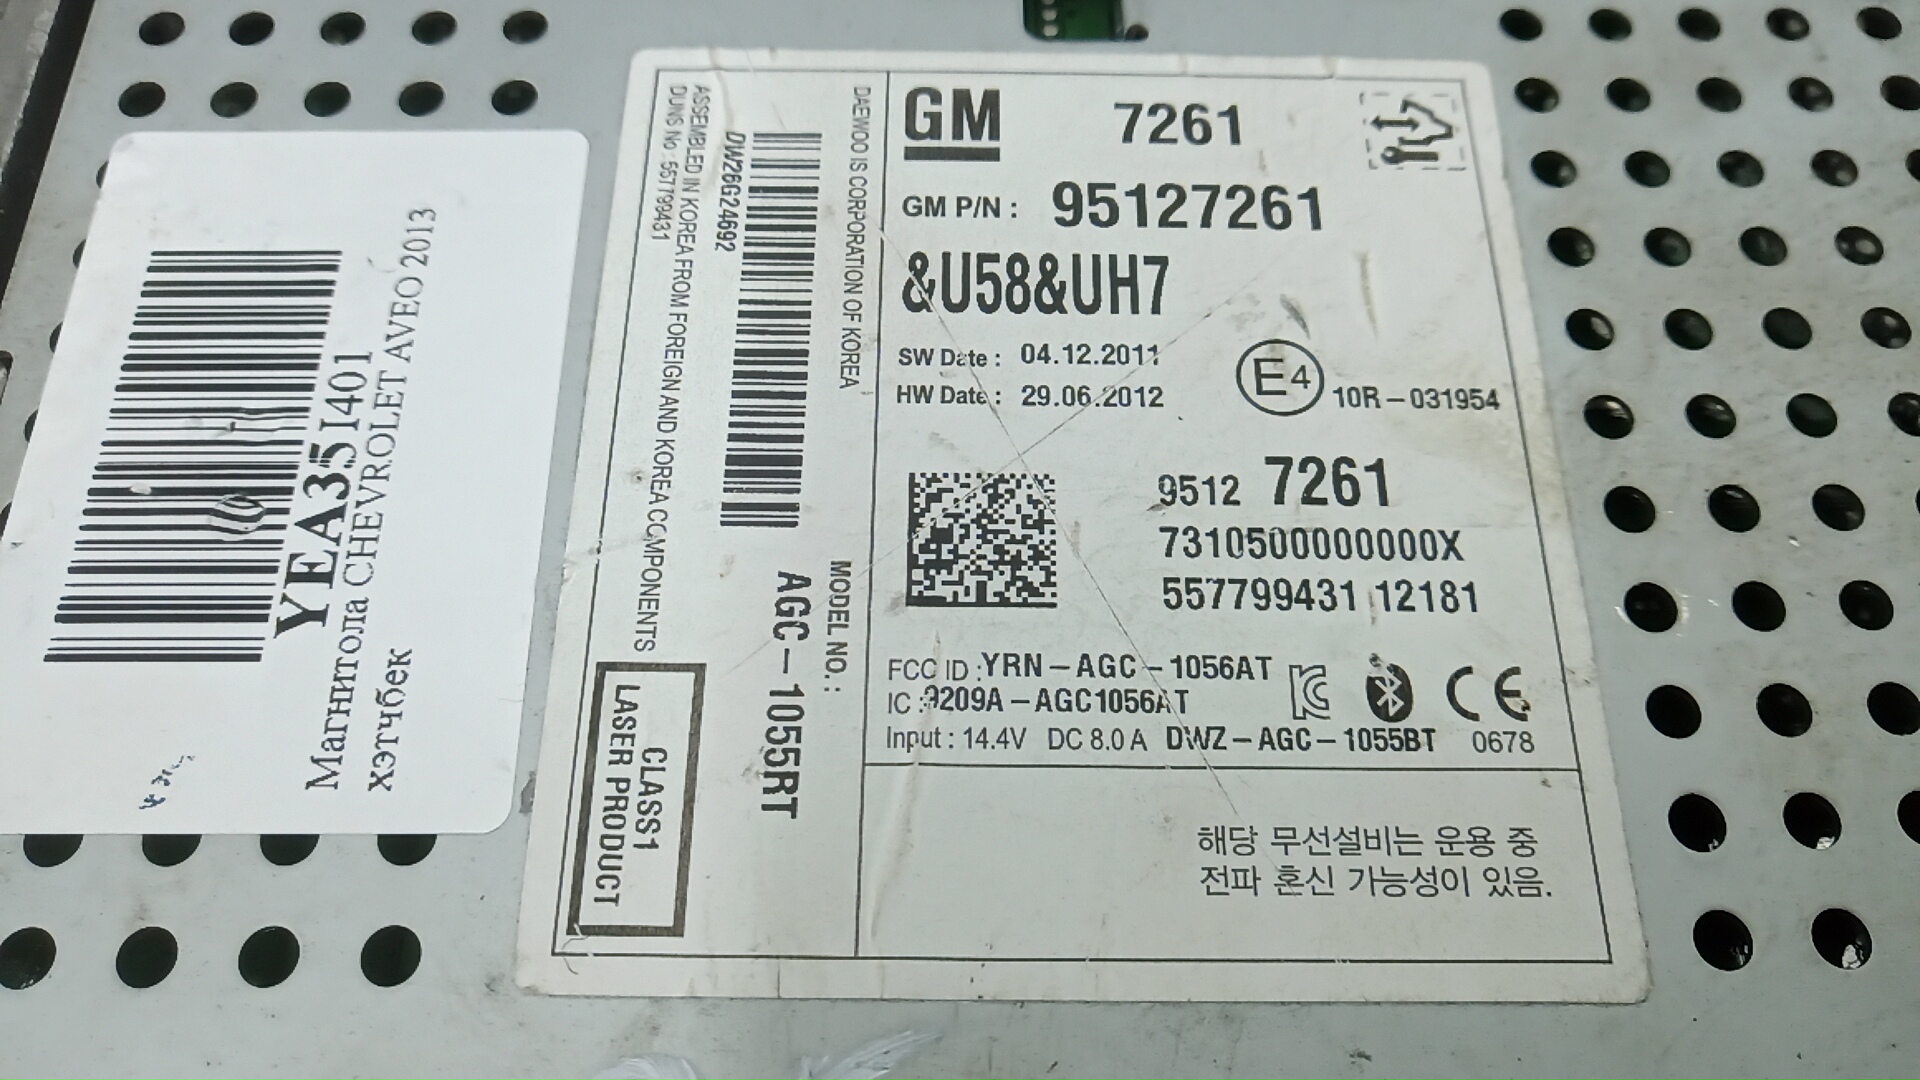 YEA351401
Магнитола CHEVROLET AVEO 2013
хэтчбек
ASSEMBLED IN KOREA FROM FOREIGN AND KOREA COMPONENTS
DUNS No : 557799431
DW26G24692
DAEWOO IS CORPORATION OF KOREA
MODEL NO. :
AGC-1055RT
CLASS1
LASER PRODUCT
GM 7261
GM P/N : 95127261
&U58&UH7
SW Date : 04.12.2011
HW Date : 29.06.2012
E4 10R-031954
9512 7261
7310500000000X
557799431 12181
FCC ID : YRN-AGC-1056AT
IC : 9209A-AGC1056AT
Input : 14.4V DC 8.0 A DWZ-AGC-1055BT 0678
CE
해당 무선설비는 운용 중
전파 혼신 가능성이 있음.